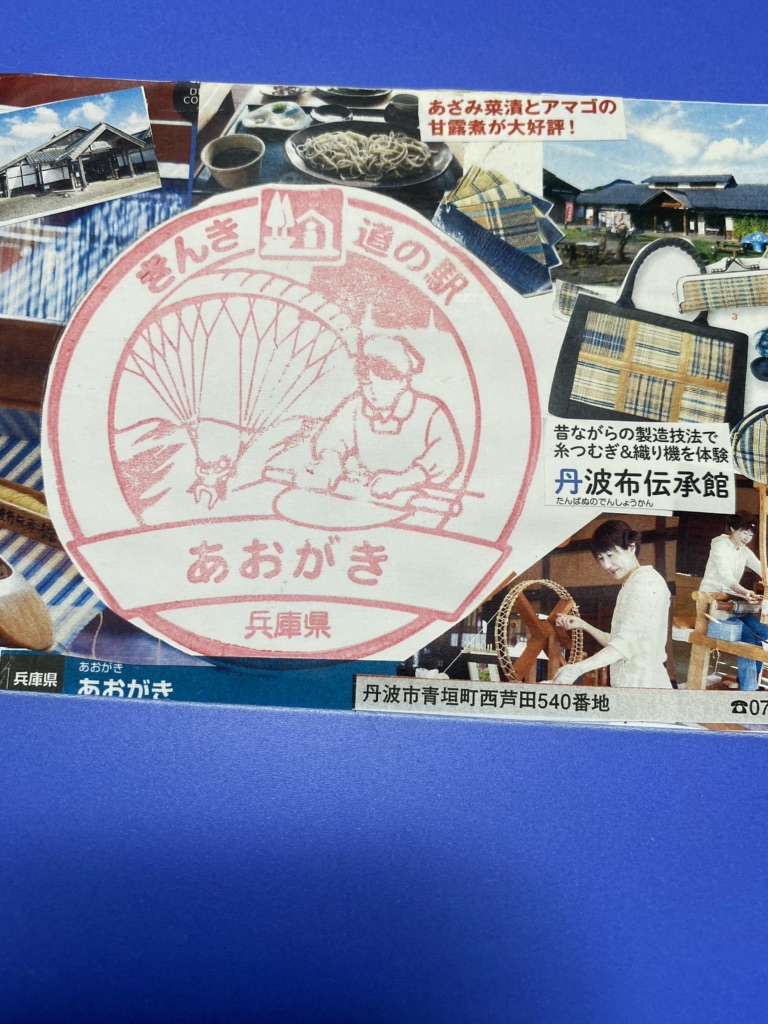 あざみ菜漬とアマゴの
甘露煮が大好評！
きんき 道の駅
3
昔ながらの製造技法で
糸つむぎ&織り機を体験
丹波布伝承館
たんばぬのでんしょうかん
あおがき
兵庫県
兵庫県
あおがき
あおがき
丹波市青垣町西芦田540番地
☎07